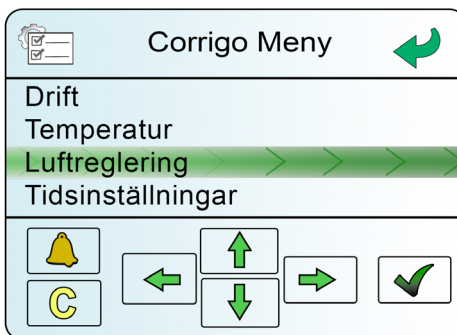 Corrigo Meny
Drift
Temperatur
Luftreglering
Tidsinställningar
C